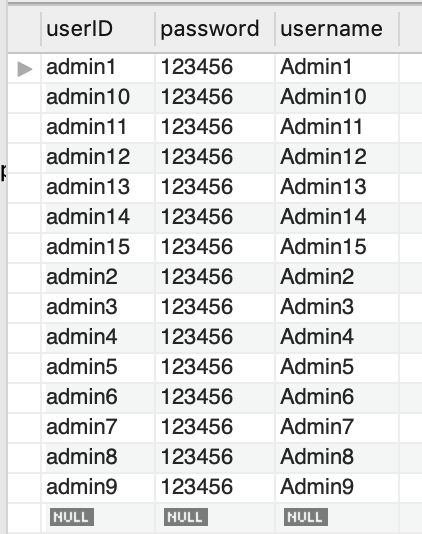 userID password username
admin1 123456 Admin1
admin10 123456 Admin10
admin11 123456 Admin11
admin12 123456 Admin12
admin13 123456 Admin13
admin14 123456 Admin14
admin15 123456 Admin15
admin2 123456 Admin2
admin3 123456 Admin3
admin4 123456 Admin4
admin5 123456 Admin5
admin6 123456 Admin6
admin7 123456 Admin7
admin8 123456 Admin8
admin9 123456 Admin9
NULL NULL NULL